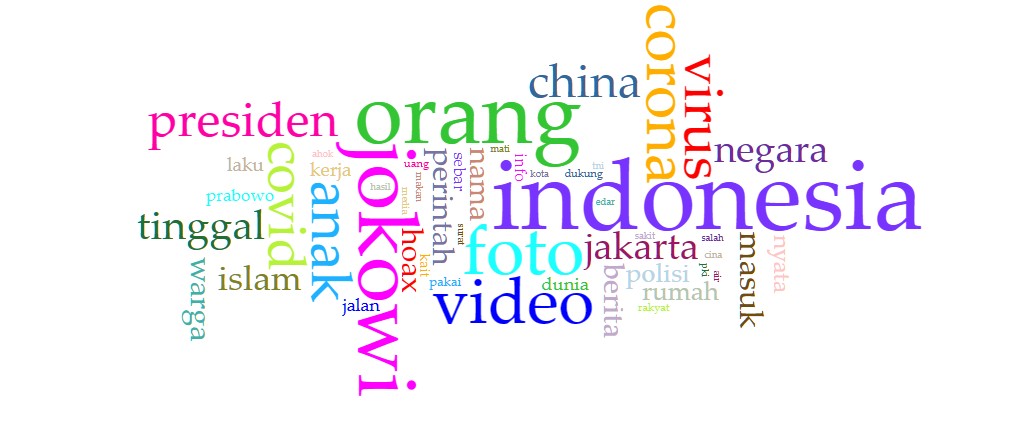 corona
virus
china
orang
presiden
negara
covid
jokowi
perintah
sebar
nama
mati
info
tni
kota
dukung
indonesia
ahok
uang
laku
kerja
makan
hasil
media
prabowo
anak
edar
tinggal
hoax
surat
foto
jakarta
sakit
salah
cina
masuk
nyata
warga
islam
kait
pakai
video
dunia
berita
polisi
pki
air
rumah
rakyat
jalan